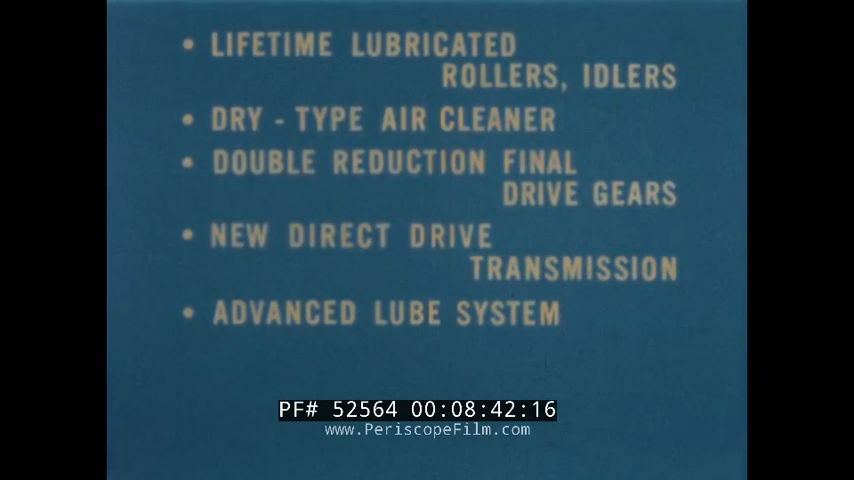 • LIFETIME LUBRICATED
ROLLERS, IDLERS
• DRY - TYPE AIR CLEANER
• DOUBLE REDUCTION FINAL
DRIVE GEARS
• NEW DIRECT DRIVE
TRANSMISSION
• ADVANCED LUBE SYSTEM
PF# 52564 00:08:42:16
www.PeriscopeFilm.com